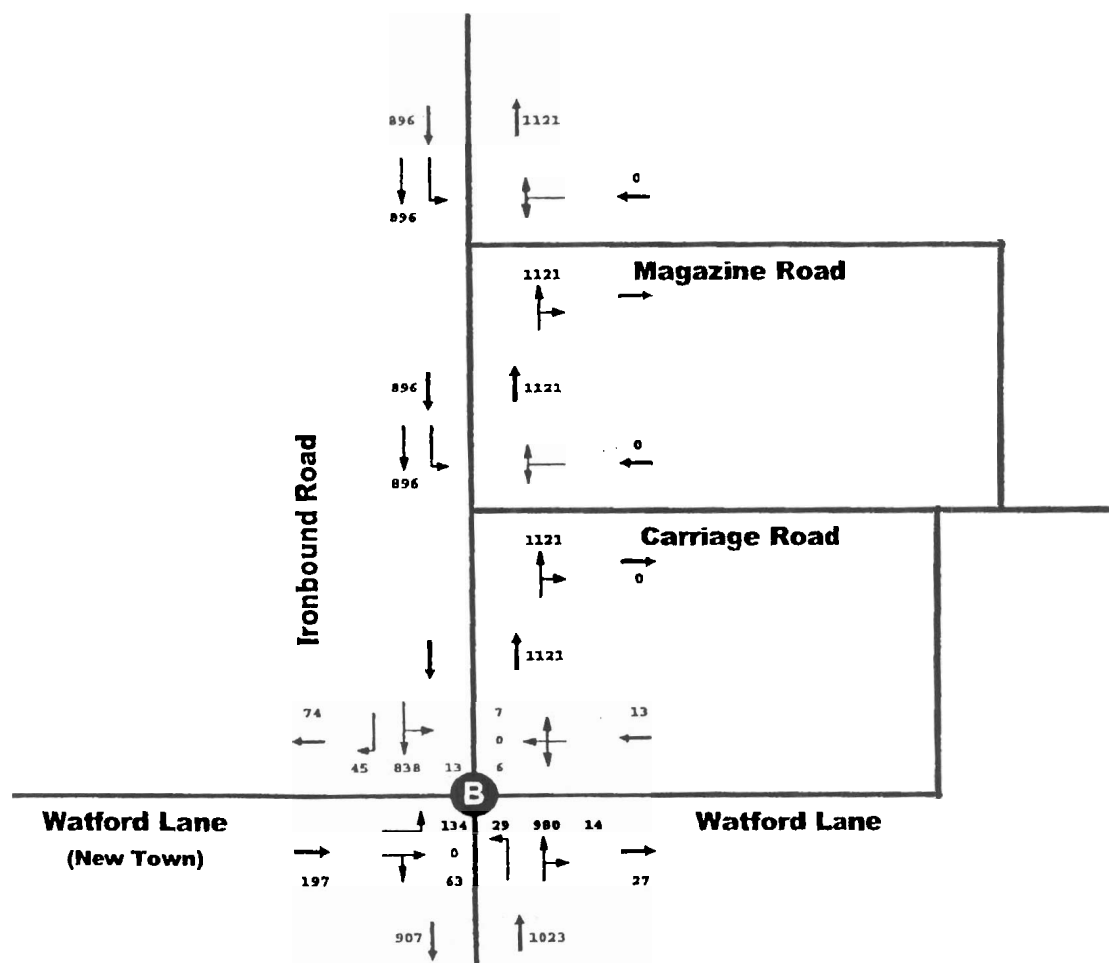 896 1121
0
896
Magazine Road
1121
896 1121
0
896
Ironbound Road
Carriage Road
1121
0
1121
74 7 13
0
45 838 13 6
B
Watford Lane 134 29 980 14 Watford Lane
(New Town) 0
197 63 27
907 1023